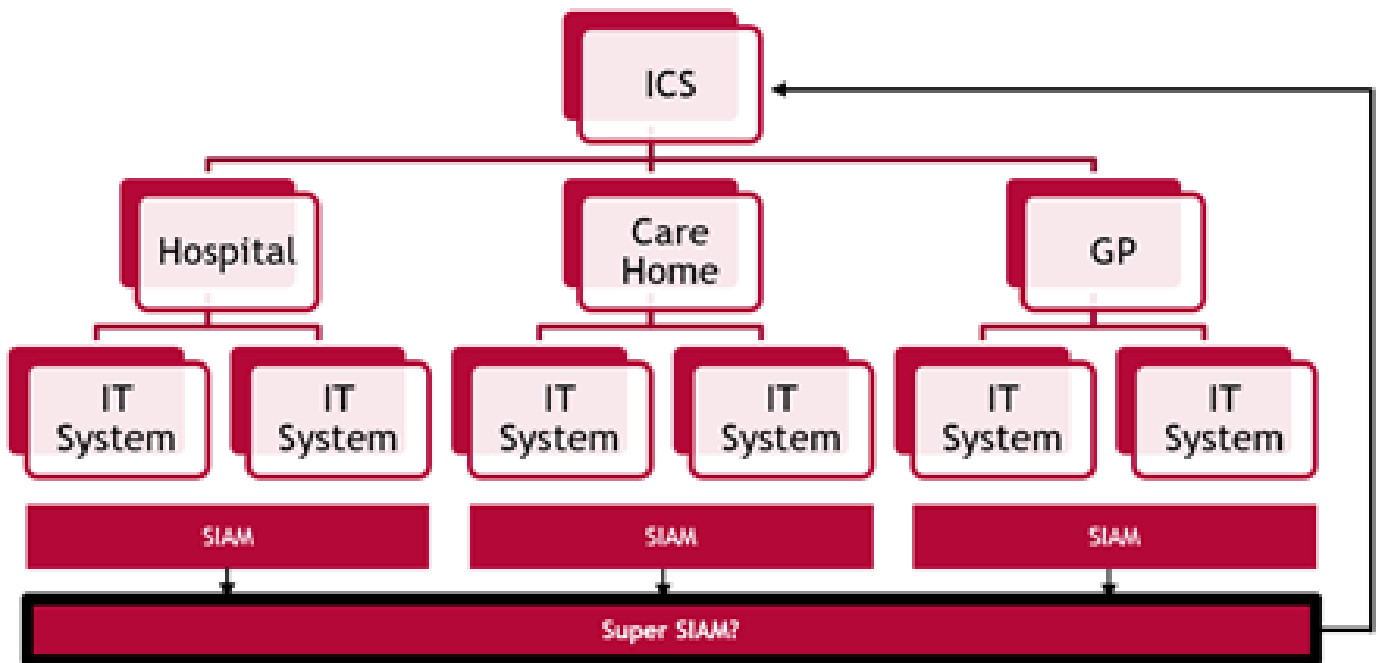 ICS
Hospital
Care
Home
GP
IT
System
IT
System
IT
System
IT
System
IT
System
IT
System
SIAM
SIAM
SIAM
Super SIAM?